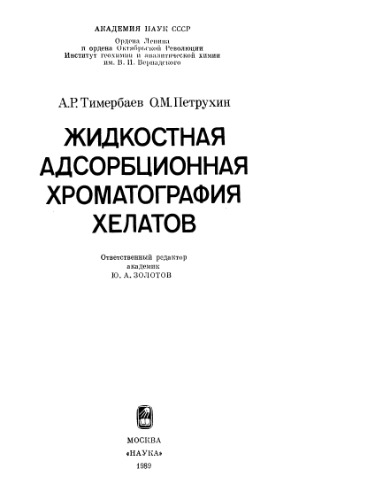 АКАДЕМИЯ НАУК СССР
Ордена Ленина
и ордена Октябрьской Революции
Институт геохимии и аналитической химии
им. В. И. Вернадского
А.Р. Тимербаев О.М. Петрухин
ЖИДКОСТНАЯ
АДСОРБЦИОННАЯ
ХРОМАТОГРАФИЯ
ХЕЛАТОВ
Ответственный редактор
академик
Ю. А. ЗОЛОТОВ
МОСКВА
«НАУКА»
1989